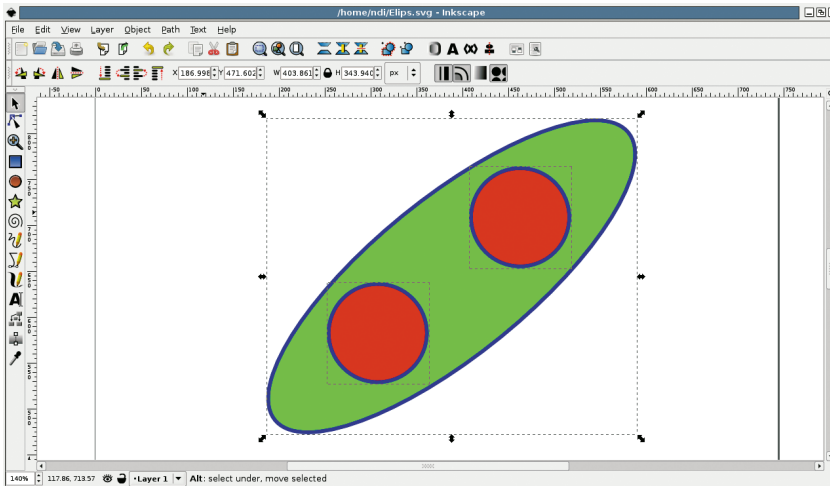 /home/ndi/Elips.svg - Inkscape
File Edit View Layer Object Path Text Help
X 186.998 Y 471.602 W 403.861 H 343.940 px
-50 0 50 100 150 200 250 300 350 400 450 500 550 600 650 700 750
140% 117.86, 713.57 •Layer 1 Alt: select under, move selected